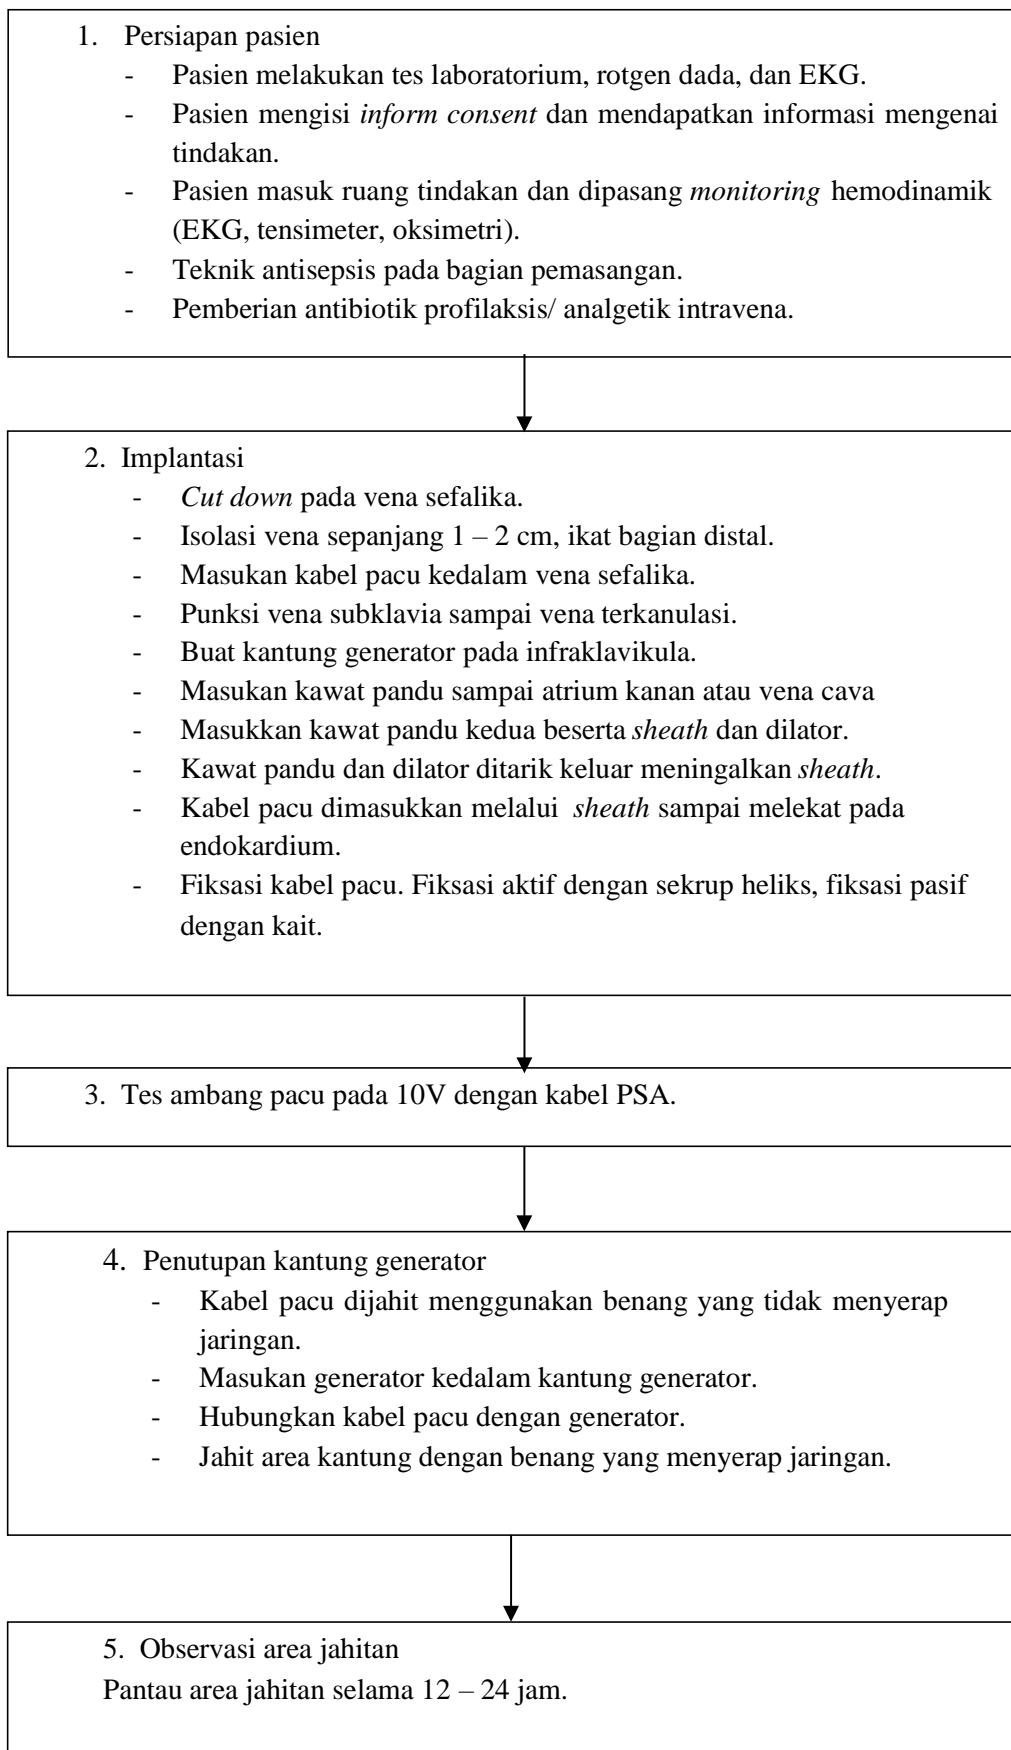 1. Persiapan pasien
- Pasien melakukan tes laboratorium, rotgen dada, dan EKG.
- Pasien mengisi inform consent dan mendapatkan informasi mengenai
tindakan.
- Pasien masuk ruang tindakan dan dipasang monitoring hemodinamik
(EKG, tensimeter, oksimetri).
- Teknik antisepsis pada bagian pemasangan.
- Pemberian antibiotik profilaksis/ analgetik intravena.
2. Implantasi
- Cut down pada vena sefalika.
- Isolasi vena sepanjang 1 – 2 cm, ikat bagian distal.
- Masukan kabel pacu kedalam vena sefalika.
- Punksi vena subklavia sampai vena terkanulasi.
- Buat kantung generator pada infraklavikula.
- Masukan kawat pandu sampai atrium kanan atau vena cava
- Masukkan kawat pandu kedua beserta sheath dan dilator.
- Kawat pandu dan dilator ditarik keluar meningalkan sheath.
- Kabel pacu dimasukkan melalui sheath sampai melekat pada
endokardium.
- Fiksasi kabel pacu. Fiksasi aktif dengan sekrup heliks, fiksasi pasif
dengan kait.
3. Tes ambang pacu pada 10V dengan kabel PSA.
4. Penutupan kantung generator
- Kabel pacu dijahit menggunakan benang yang tidak menyerap
jaringan.
- Masukan generator kedalam kantung generator.
- Hubungkan kabel pacu dengan generator.
- Jahit area kantung dengan benang yang menyerap jaringan.
5. Observasi area jahitan
Pantau area jahitan selama 12 – 24 jam.